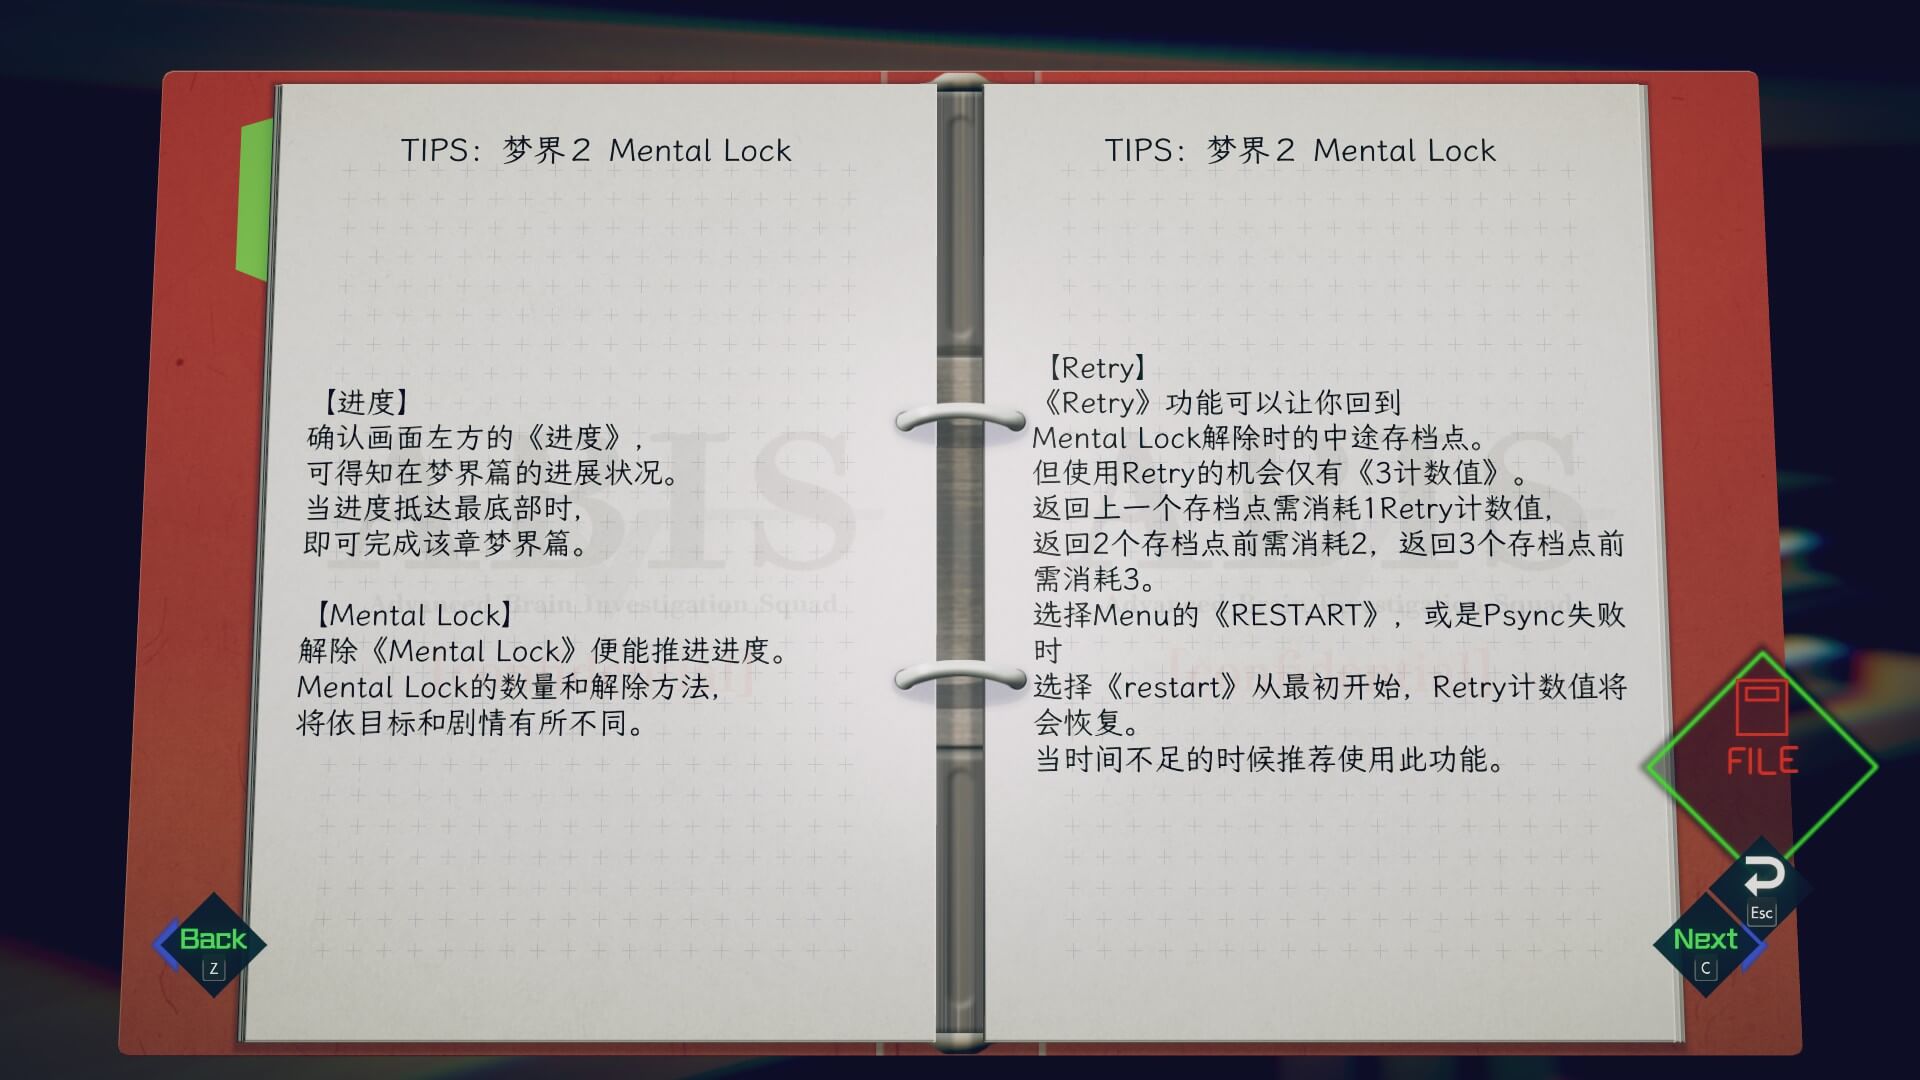 TIPS：梦界2 Mental Lock
【进度】
确认画面左方的《进度》，
可得知在梦界篇的进展状况。
当进度抵达最底部时，
即可完成该章梦界篇。
【Mental Lock】
解除《Mental Lock》便能推进进度。
Mental Lock的数量和解除方法，
将依目标和剧情有所不同。
ABIS
Advanced Brain Investigation Squad
[confidential]
Back
Z
TIPS：梦界2 Mental Lock
【Retry】
《Retry》功能可以让你回到
Mental Lock解除时的中途存档点。
但使用Retry的机会仅有《3计数值》。
返回上一个存档点需消耗1Retry计数值，
返回2个存档点前需消耗2，返回3个存档点前
需消耗3。
选择Menu的《RESTART》，或是Psync失败
时
选择《restart》从最初开始，Retry计数值将
会恢复。
当时间不足的时候推荐使用此功能。
ABIS
Advanced Brain Investigation Squad
[confidential]
FILE
Esc
Next
C